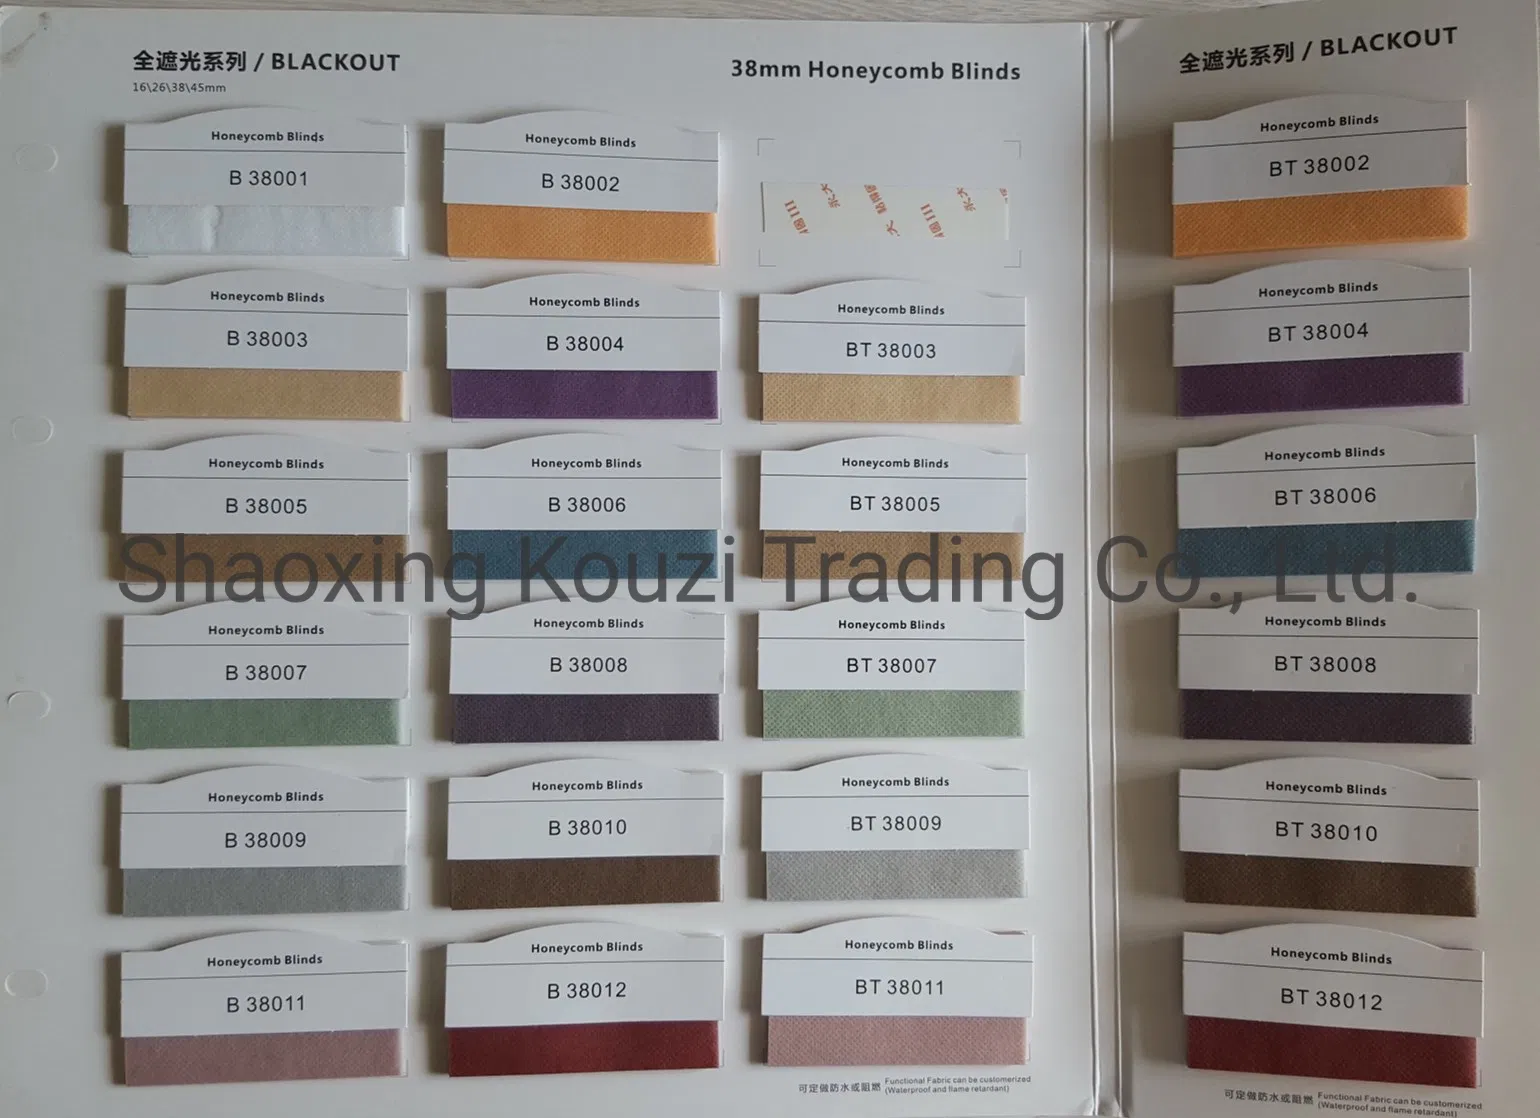 全遮光系列 / BLACKOUT
16\26\38\45mm
38mm Honeycomb Blinds
全遮光系列 / BLACKOUT
Honeycomb Blinds
B 38001
Honeycomb Blinds
B 38002
Honeycomb Blinds
BT 38002
Honeycomb Blinds
B 38003
Honeycomb Blinds
B 38004
Honeycomb Blinds
BT 38003
Honeycomb Blinds
BT 38004
Honeycomb Blinds
B 38005
Honeycomb Blinds
B 38006
Honeycomb Blinds
BT 38005
Honeycomb Blinds
BT 38006
Shaoxing Kouzi Trading Co., Ltd.
Honeycomb Blinds
B 38007
Honeycomb Blinds
B 38008
Honeycomb Blinds
BT 38007
Honeycomb Blinds
BT 38008
Honeycomb Blinds
B 38009
Honeycomb Blinds
B 38010
Honeycomb Blinds
BT 38009
Honeycomb Blinds
BT 38010
Honeycomb Blinds
B 38011
Honeycomb Blinds
B 38012
Honeycomb Blinds
BT 38011
Honeycomb Blinds
BT 38012
可定做防水或阻燃 Functional Fabric can be customerized
(Waterproof and flame retardant)
可定做防水或阻燃 Functional Fabric can be customerized
(Waterproof and flame retardant)